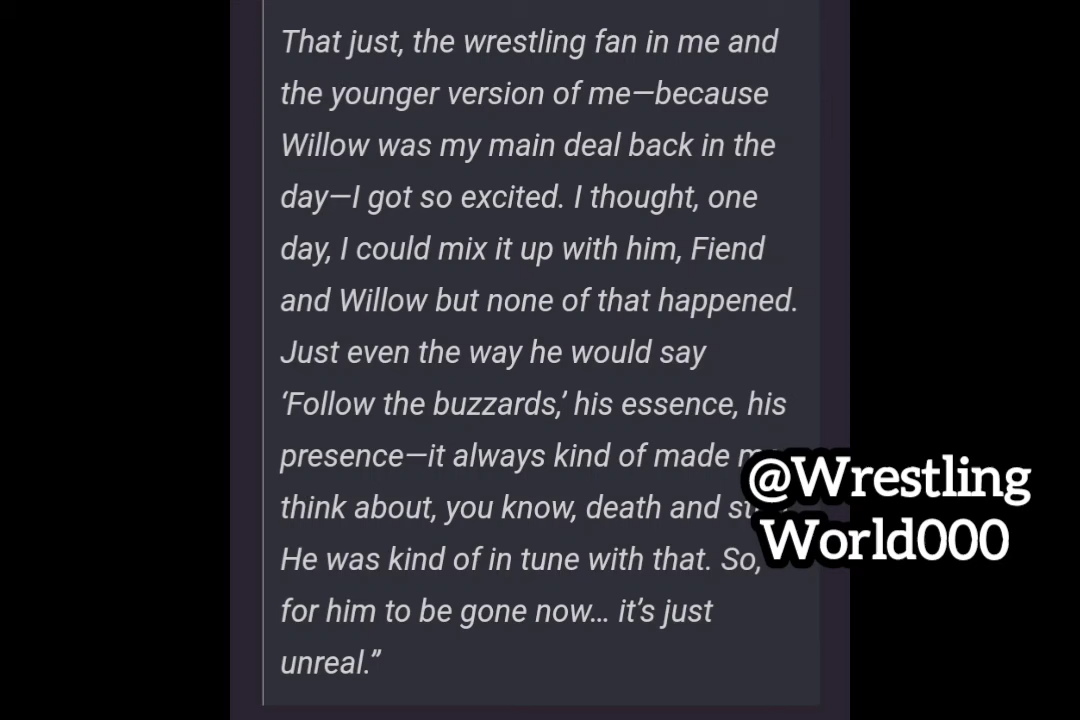 That just, the wrestling fan in me and
the younger version of me—because
Willow was my main deal back in the
day—I got so excited. I thought, one
day, I could mix it up with him, Fiend
and Willow but none of that happened.
Just even the way he would say
‘Follow the buzzards,’ his essence, his
presence—it always kind of made
think about, you know, death and
He was kind of in tune with that. So,
for him to be gone now… it’s just
unreal.”
@Wrestling
World000